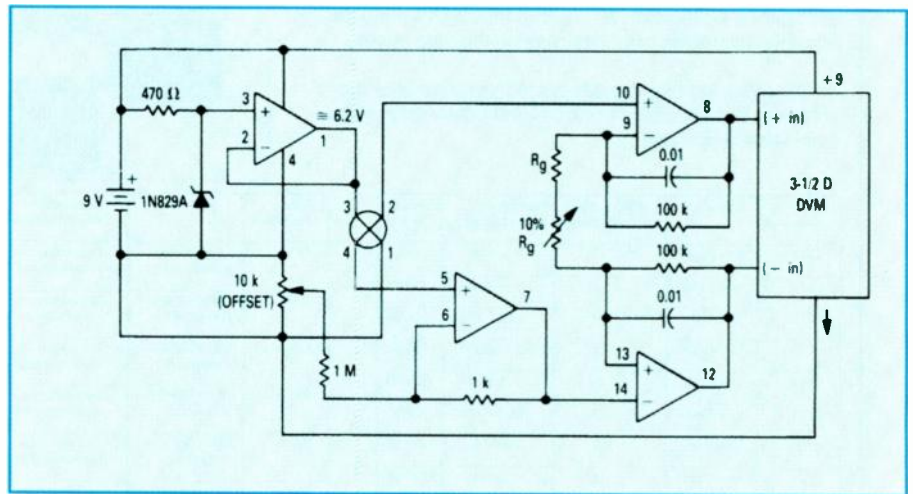 + 9
470 Ω
3
+
≅ 6.2 V
1
2
−
4
10
+
8
9
−
(+ in)
0.01
3-1/2 D
DVM
Rg
100 k
+
9 V
1N829A
3
2
4
1
10%
Rg
100 k
(− in)
0.01
10 k
(OFFSET)
5
+
7
6
−
1 M
1 k
13
+
12
14
−